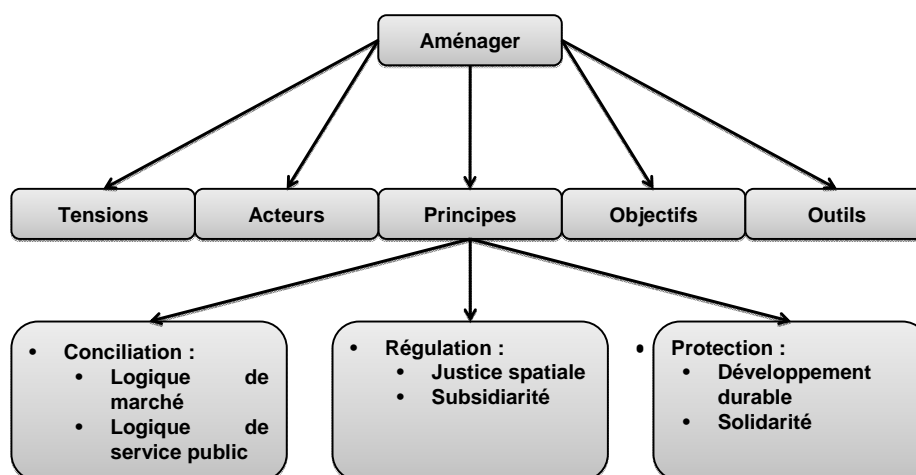 Aménager
Tensions
Acteurs
Principes
Objectifs
Outils
• Conciliation :
• Logique de
marché
• Logique de
service public
• Régulation :
• Justice spatiale
• Subsidiarité
• Protection :
• Développement
durable
• Solidarité